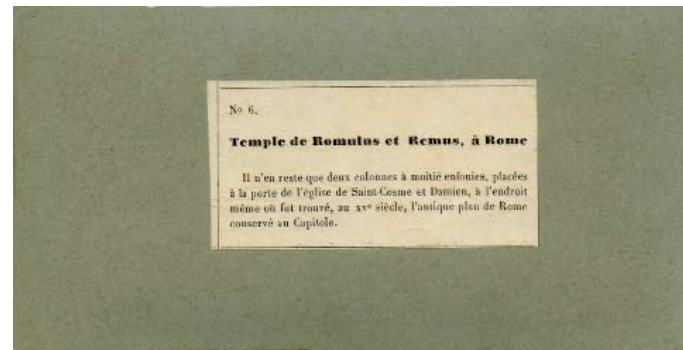 No 6.
Temple de Romulus et Remus, à Rome
Il n'en reste que deux colonnes à moitié enfouies, placées
à la porte de l'église de Saint-Cosme et Damien, à l'endroit
même où fut trouvé, au XVe siècle, l'antique plan de Rome
conservé au Capitole.